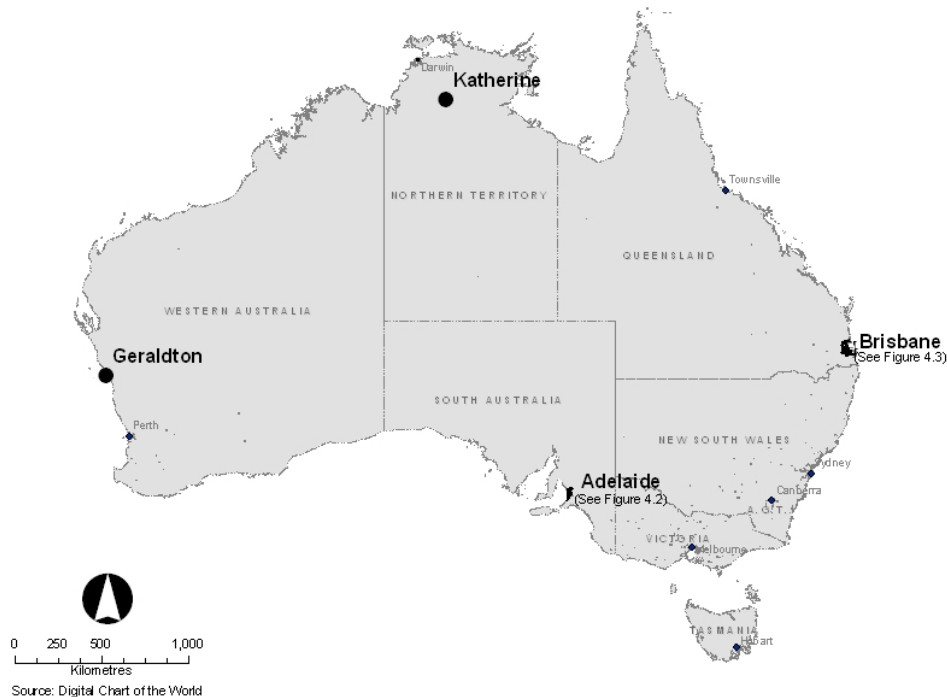 Darwin
Katherine
Townsville
NORTHERN TERRITORY
QUEENSLAND
WESTERN AUSTRALIA
Geraldton
Brisbane
(See Figure 4.3)
SOUTH AUSTRALIA
Perth
NEW SOUTH WALES
Sydney
Adelaide
(See Figure 4.2)
Canberra
A.C.T.
VICTORIA
Melbourne
TASMANIA
Hobart
0 250 500 1,000
Kilometres
Source: Digital Chart of the World